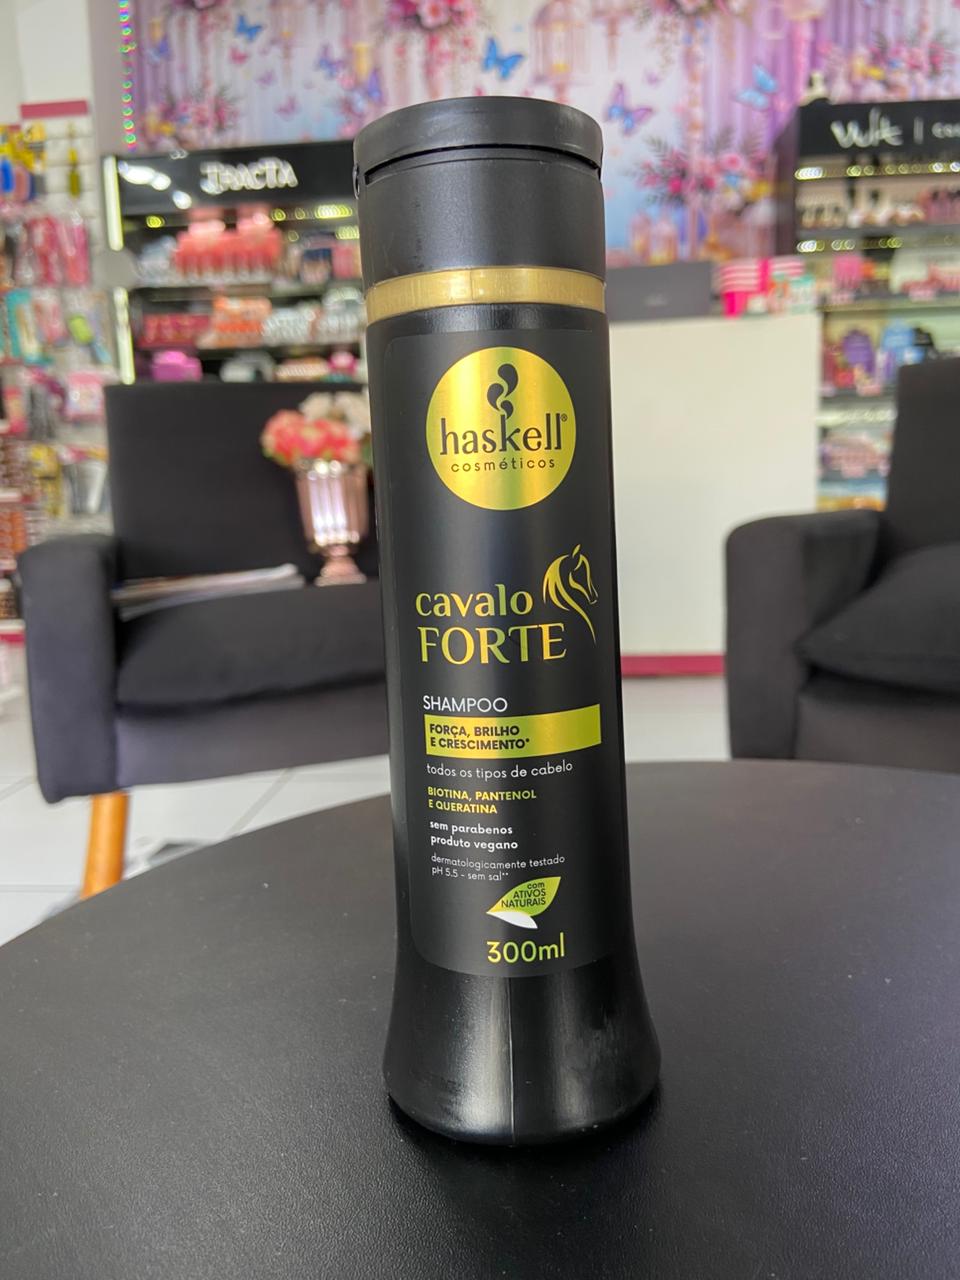 TRACTA
haskell®
cosméticos
cavalo
FORTE
SHAMPOO
FORÇA, BRILHO
E CRESCIMENTO*
todos os tipos de cabelo
BIOTINA, PANTENOL
E QUERATINA
sem parabenos
produto vegano
dermatologicamente testado
pH 5.5 - sem sal**
com
ATIVOS
NATURAIS
300ml